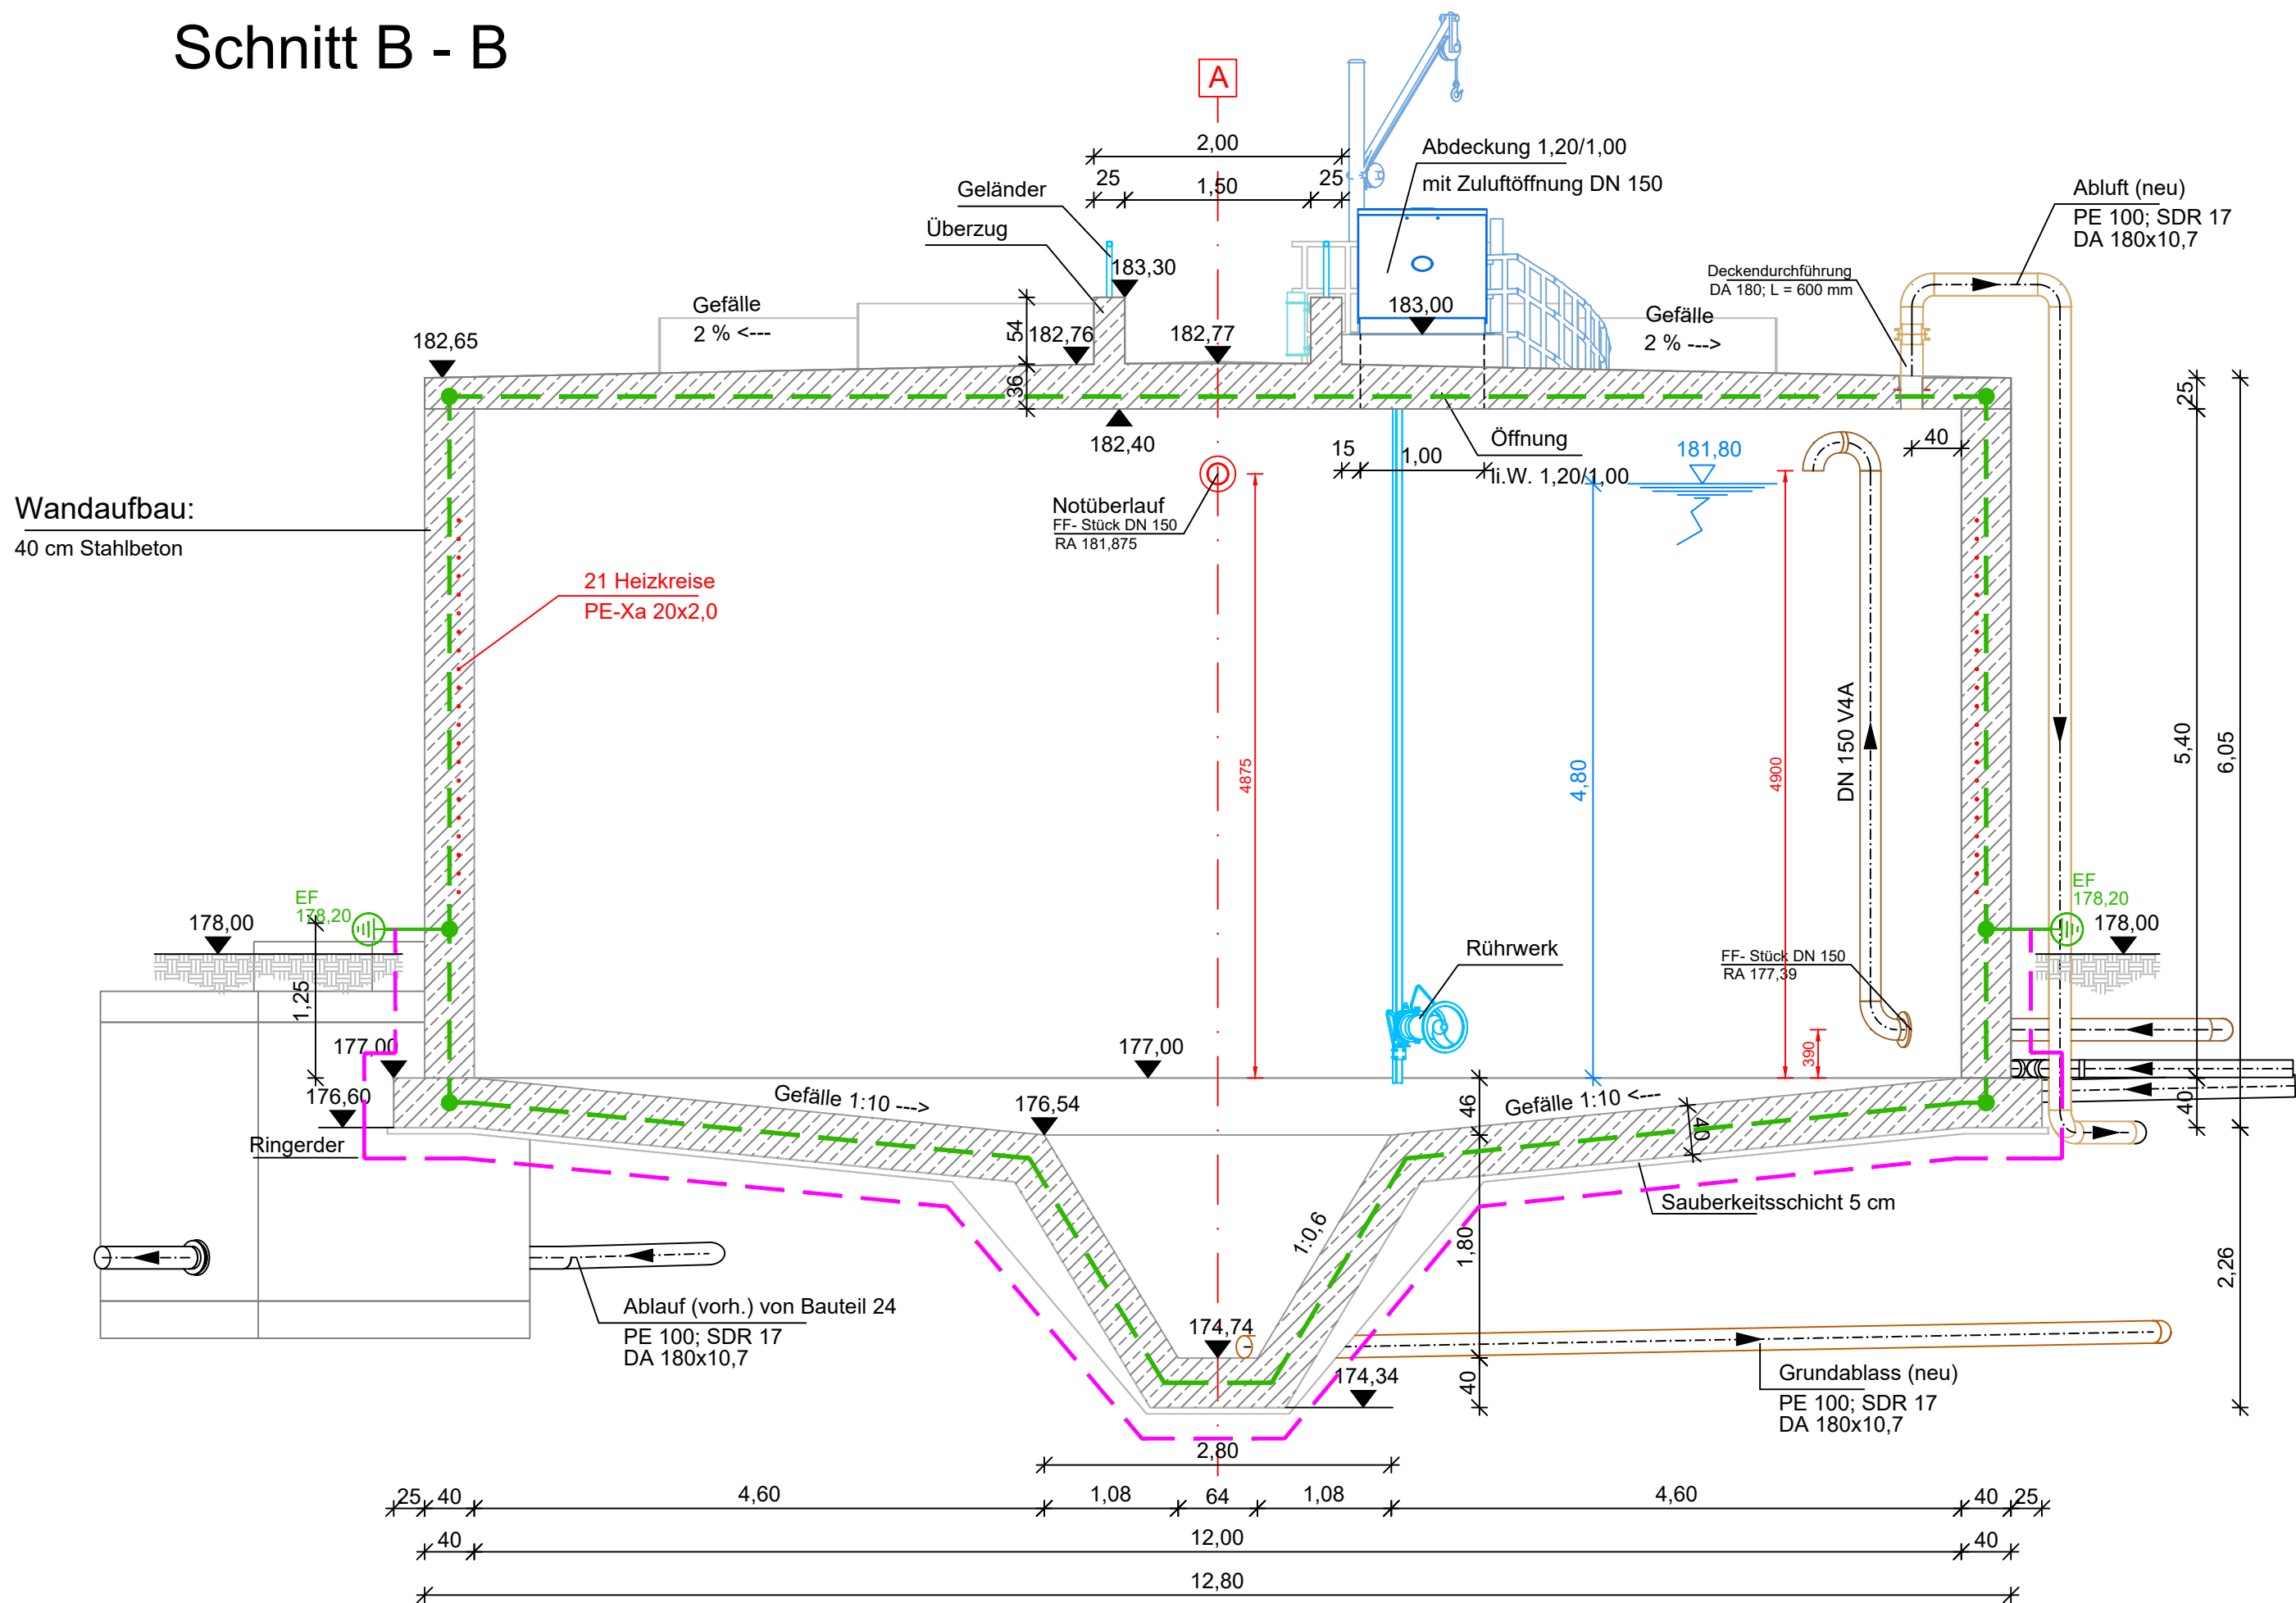 Schnitt B - B
A
2,00
25
1,50
25
Geländer
Überzug
Abdeckung 1,20/1,00
mit Zuluftöffnung DN 150
Abluft (neu)
PE 100; SDR 17
DA 180x10,7
Deckendurchführung
DA 180; L = 600 mm
183,30
183,00
Gefälle
2 % <---
Gefälle
2 % --->
182,65
54
182,76
182,77
36
25
182,40
15
1,00
Öffnung
li.W. 1,20/1,00
181,80
40
Wandaufbau:
40 cm Stahlbeton
Notüberlauf
FF- Stück DN 150
RA 181,875
21 Heizkreise
PE-Xa 20x2,0
4875
4,80
4900
DN 150 V4A
5,40
6,05
EF
178,20
178,00
1,25
EF
178,20
178,00
Rührwerk
FF- Stück DN 150
RA 177,39
177,00
177,00
390
176,60
Gefälle 1:10 --->
176,54
46
Gefälle 1:10 <---
40
40
Ringerder
Sauberkeitsschicht 5 cm
1:0,6
1,80
2,26
Ablauf (vorh.) von Bauteil 24
PE 100; SDR 17
DA 180x10,7
174,74
174,34
40
Grundablass (neu)
PE 100; SDR 17
DA 180x10,7
2,80
25
40
4,60
1,08
64
1,08
4,60
40
25
40
12,00
40
12,80